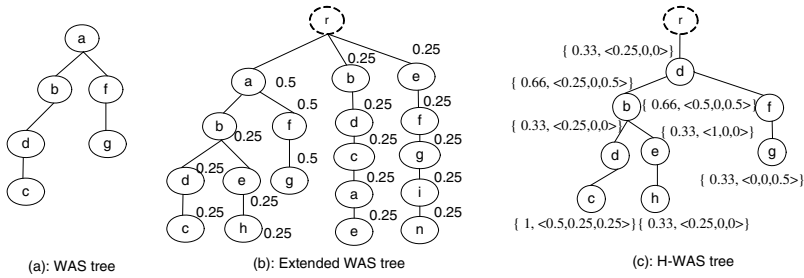 a
b
f
d
g
c
(a): WAS tree
r
0.25
0.25
0.25
a
0.5
b
e
0.5
0.25
0.25
b
0.25
f
d
f
0.5
0.25
0.25
d
0.25
e
g
c
g
0.25
0.25
0.25
0.25
a
i
0.25
0.25
c
h
0.25
e
n
(b): Extended WAS tree
r
{ 0.33, <0.25,0,0>}
d
{ 0.66, <0.25,0,0.5>}
b
{ 0.66, <0.5,0,0.5>}
f
{ 0.33, <0.25,0,0>}
{ 0.33, <1,0,0>}
d
e
g
{ 0.33, <0,0,0.5>}
c
h
{ 1, <0.5,0.25,0.25>}
{ 0.33, <0.25,0,0>}
(c): H-WAS tree